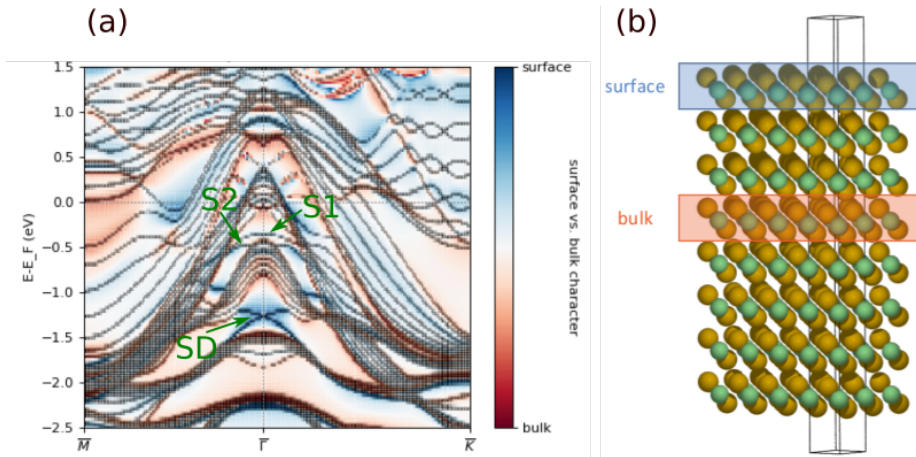 (a)
(b)
1.5
1.0
0.5
0.0
−0.5
−1.0
−1.5
−2.0
−2.5
E-E_F (eV)
S2
S1
SD
M̅
Γ̅
K̅
surface
bulk
surface vs. bulk character
surface
bulk